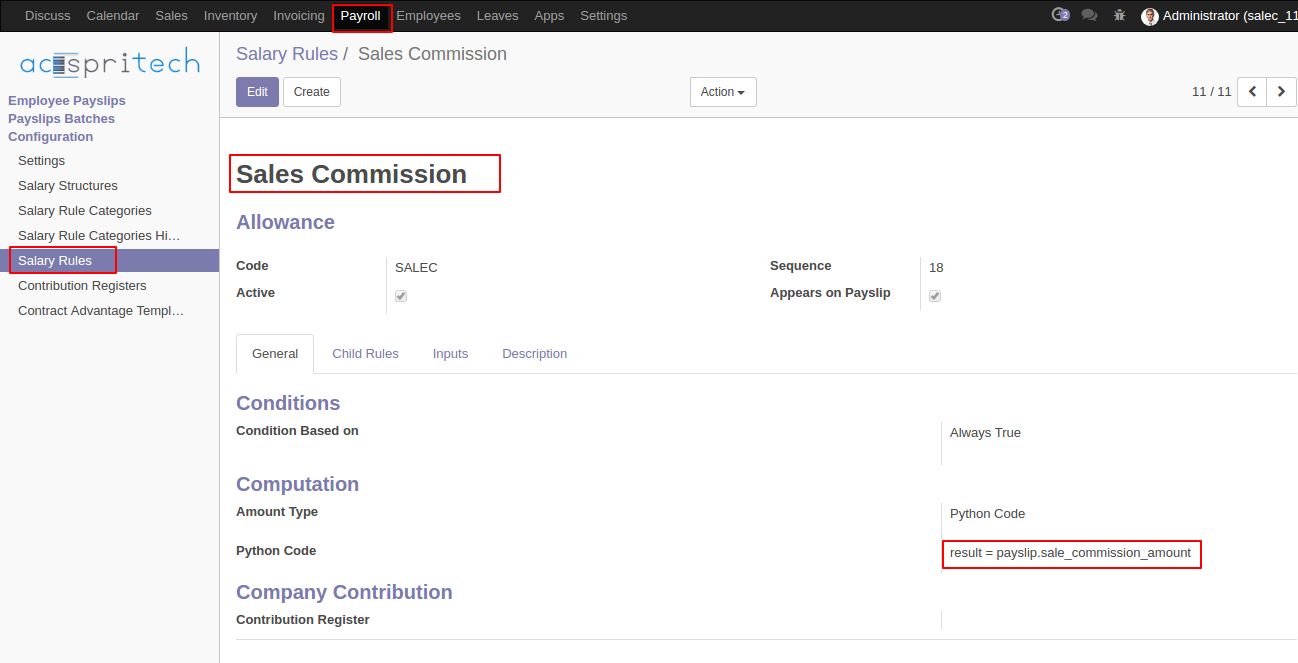 Discuss Calendar Sales Inventory Invoicing Payroll Employees Leaves Apps Settings 2 Administrator (salec_11
acespritech
Employee Payslips
Payslips Batches
Configuration
Settings
Salary Structures
Salary Rule Categories
Salary Rule Categories Hi…
Salary Rules
Contribution Registers
Contract Advantage Templ…
Salary Rules / Sales Commission
Edit Create Action 11 / 11
Sales Commission
Allowance
Code SALEC Sequence 18
Active Appears on Payslip
General Child Rules Inputs Description
Conditions
Condition Based on Always True
Computation
Amount Type Python Code
Python Code result = payslip.sale_commission_amount
Company Contribution
Contribution Register